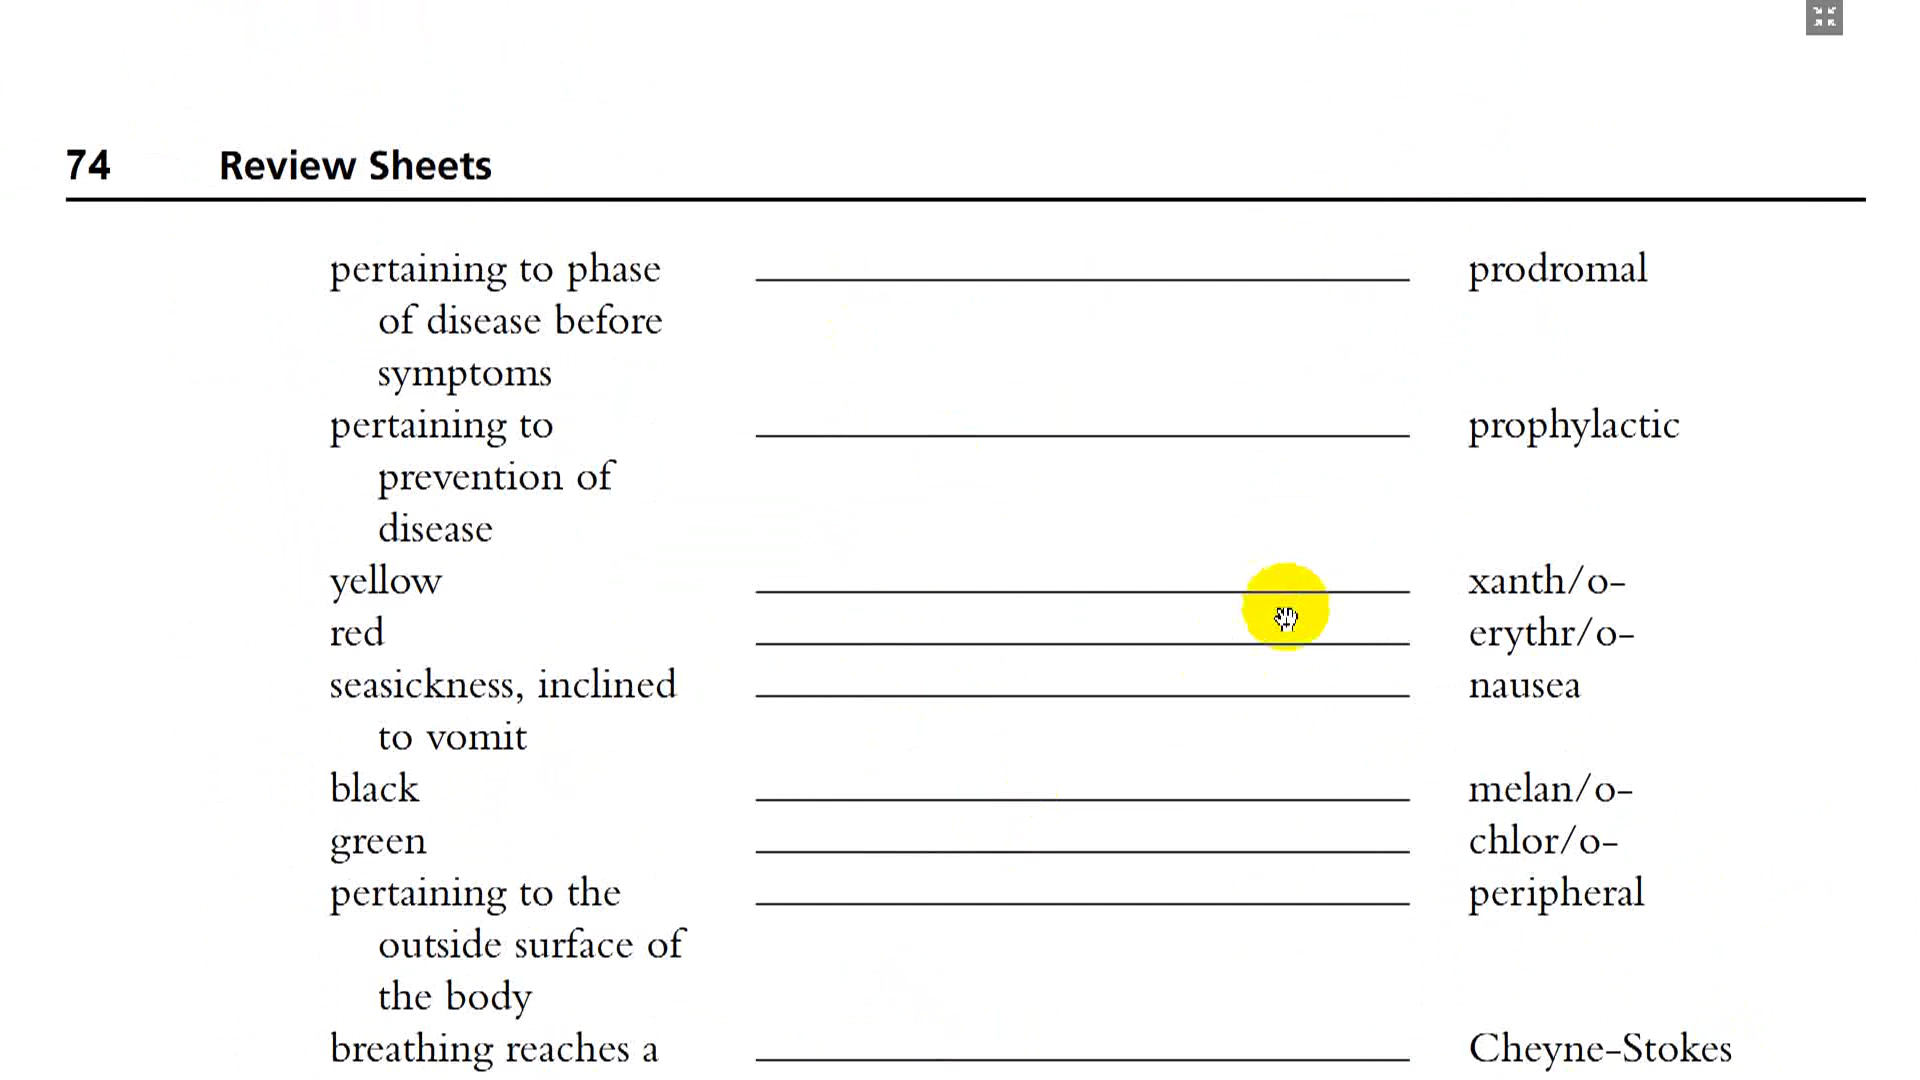 74 Review Sheets
pertaining to phase prodromal
of disease before
symptoms
pertaining to prophylactic
prevention of
disease
yellow xanth/o-
red erythr/o-
seasickness, inclined nausea
to vomit
black melan/o-
green chlor/o-
pertaining to the peripheral
outside surface of
the body
breathing reaches a Cheyne-Stokes